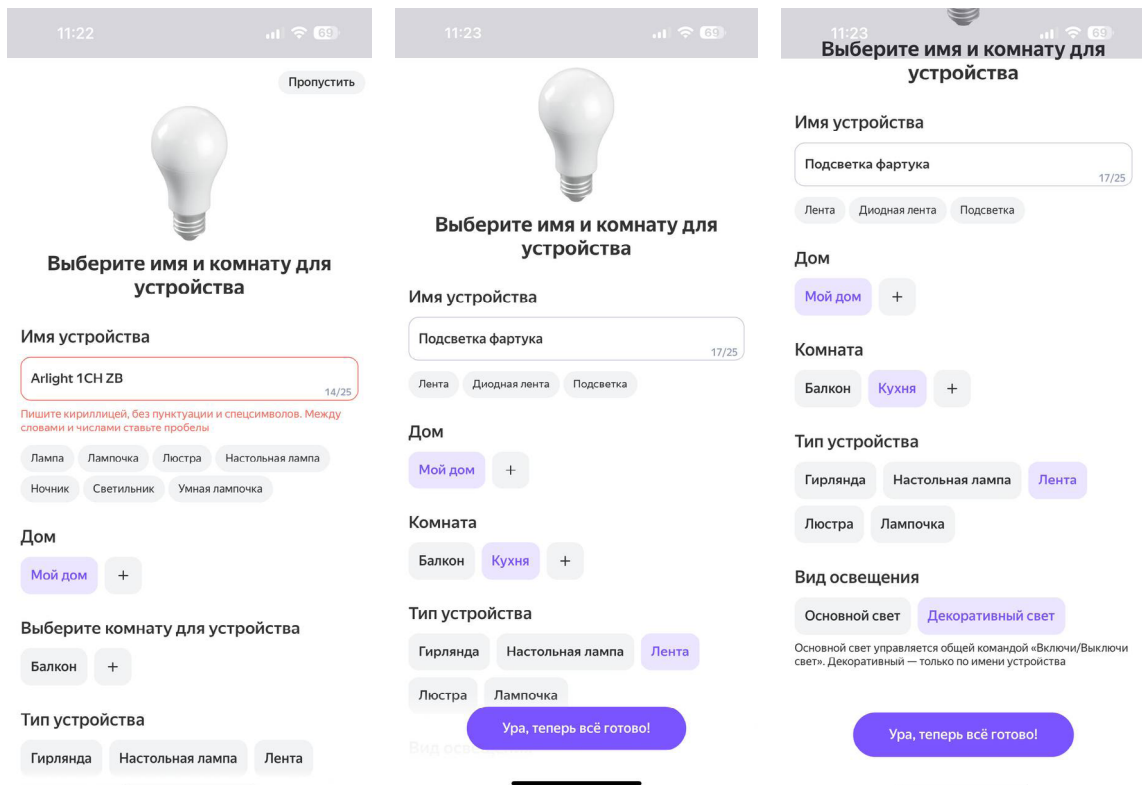 11:22
69
Пропустить
Выберите имя и комнату для
устройства
Имя устройства
Arlight 1CH ZB
14/25
Пишите кириллицей, без пунктуации и спецсимволов. Между
словами и числами ставьте пробелы
Лампа Лампочка Люстра Настольная лампа
Ночник Светильник Умная лампочка
Дом
Мой дом +
Выберите комнату для устройства
Балкон +
Тип устройства
Гирлянда Настольная лампа Лента
11:23
69
Выберите имя и комнату для
устройства
Имя устройства
Подсветка фартука
17/25
Лента Диодная лента Подсветка
Дом
Мой дом +
Комната
Балкон Кухня +
Тип устройства
Гирлянда Настольная лампа Лента
Люстра Лампочка
Ура, теперь всё готово!
11:23
69
Выберите имя и комнату для
устройства
Имя устройства
Подсветка фартука
17/25
Лента Диодная лента Подсветка
Дом
Мой дом +
Комната
Балкон Кухня +
Тип устройства
Гирлянда Настольная лампа Лента
Люстра Лампочка
Вид освещения
Основной свет Декоративный свет
Основной свет управляется общей командой «Включи/Выключи
свет». Декоративный — только по имени устройства
Ура, теперь всё готово!